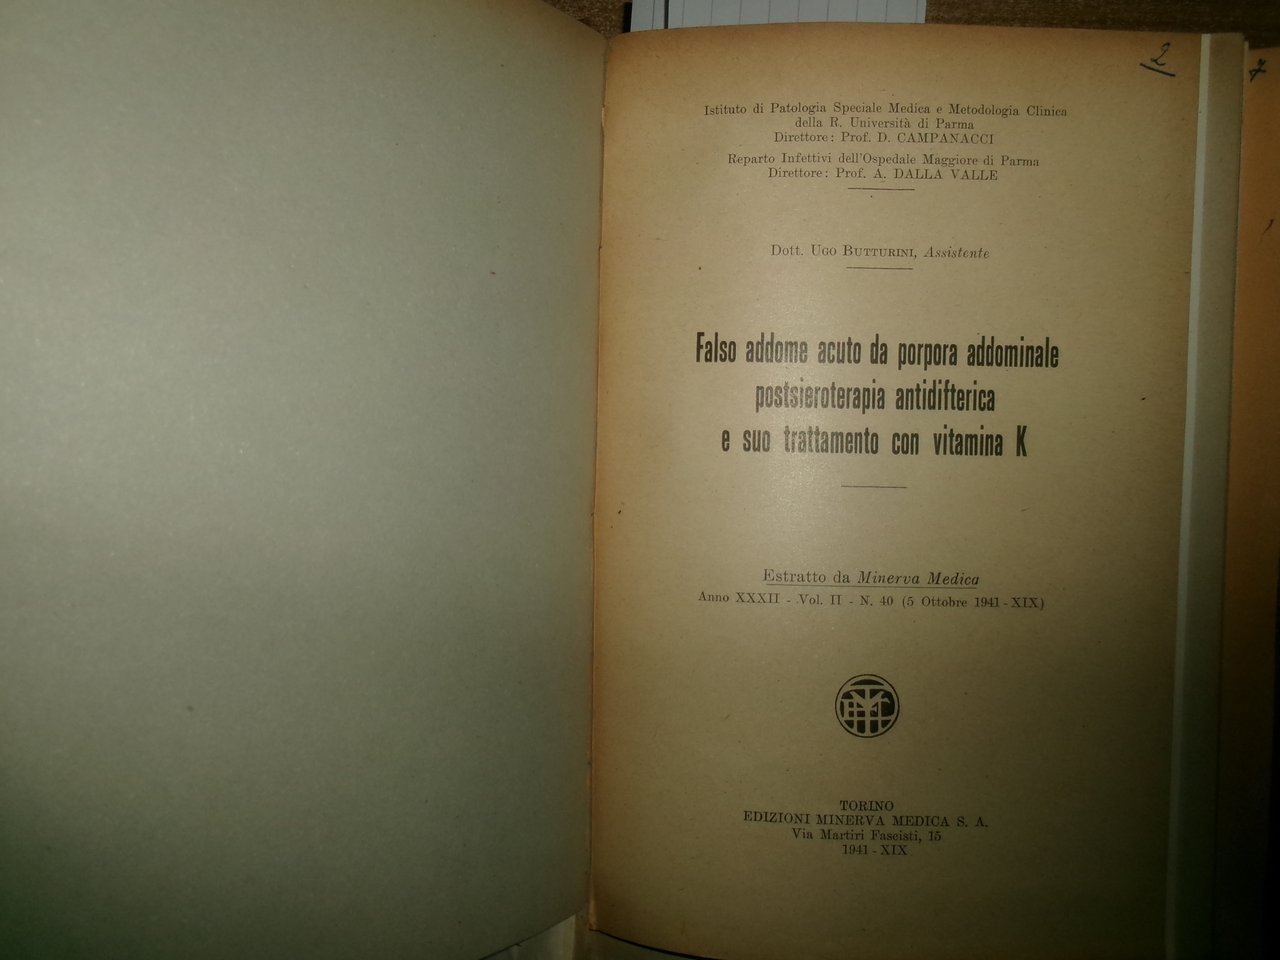 2
7
Istituto di Patologia Speciale Medica e Metodologia Clinica
della R. Università di Parma
Direttore: Prof. D. CAMPANACCI
Reparto Infettivi dell'Ospedale Maggiore di Parma
Direttore: Prof. A. DALLA VALLE
Dott. UGO BUTTURINI, Assistente
Falso addome acuto da porpora addominale
postsieroterapia antidifterica
e suo trattamento con vitamina K
Estratto da Minerva Medica
Anno XXXII - Vol. II - N. 40 (5 Ottobre 1941 - XIX)
TORINO
EDIZIONI MINERVA MEDICA S. A.
Via Martiri Fascisti, 15
1941 - XIX